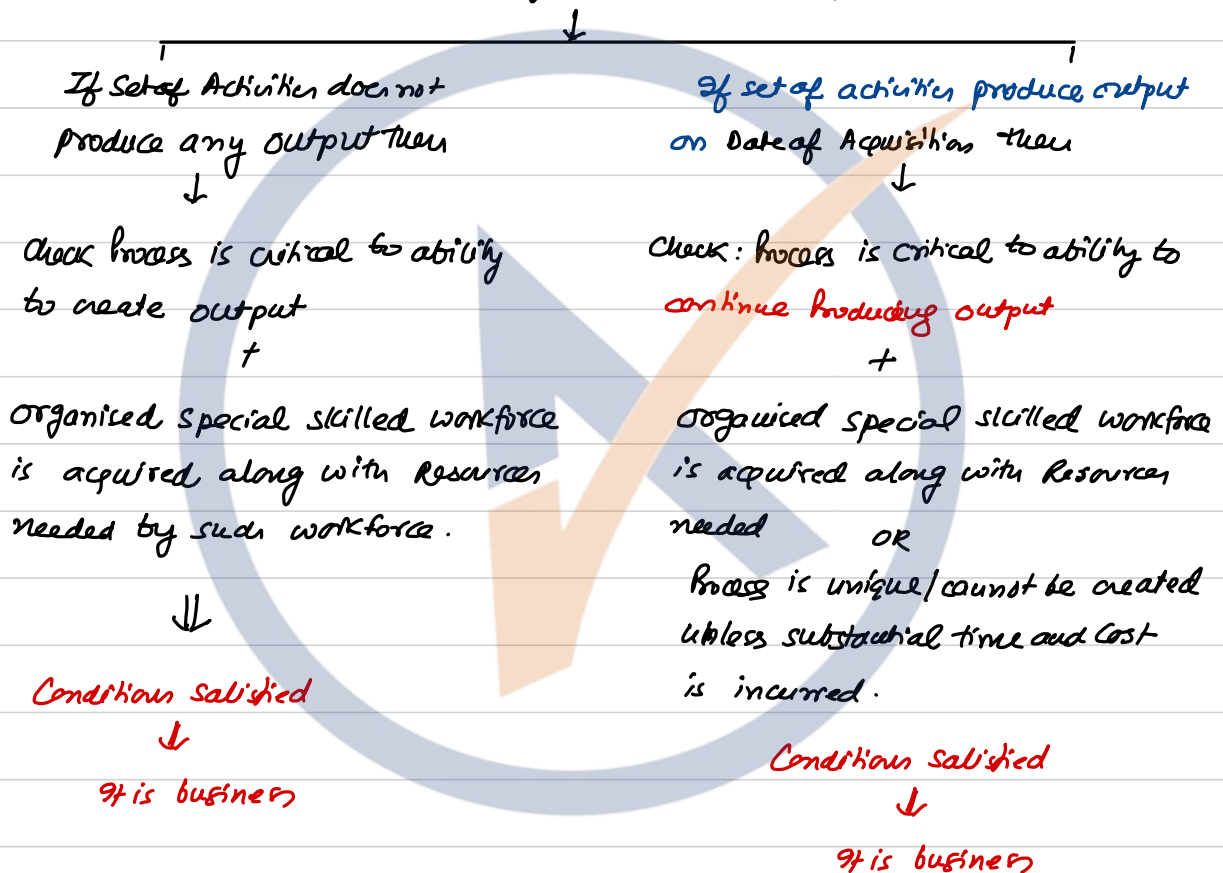 If Set of Activities does not
produce any output then
↓
Check Process is critical to ability
to create output
+
Organised special skilled workforce
is acquired along with Resources
needed by such workforce.
⇓
Conditions satisfied
↓
It is business
If set of activities produce output
on Date of Acquisition then
↓
Check: Process is critical to ability to
continue Producing output
+
Organised special skilled workforce
is acquired along with Resources
needed OR
Process is unique/cannot be created
unless substantial time and Cost
is incurred.
Conditions satisfied
↓
It is business